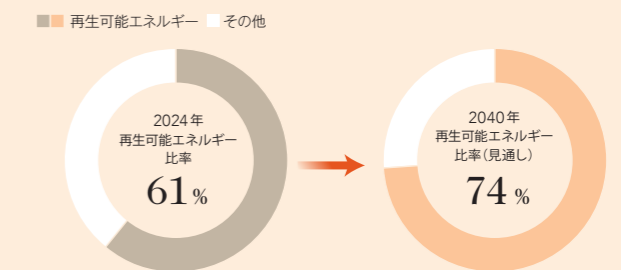 再生可能エネルギー その他
2024年
再生可能エネルギー
比率
61%
2040年
再生可能エネルギー
比率(見通し)
74%